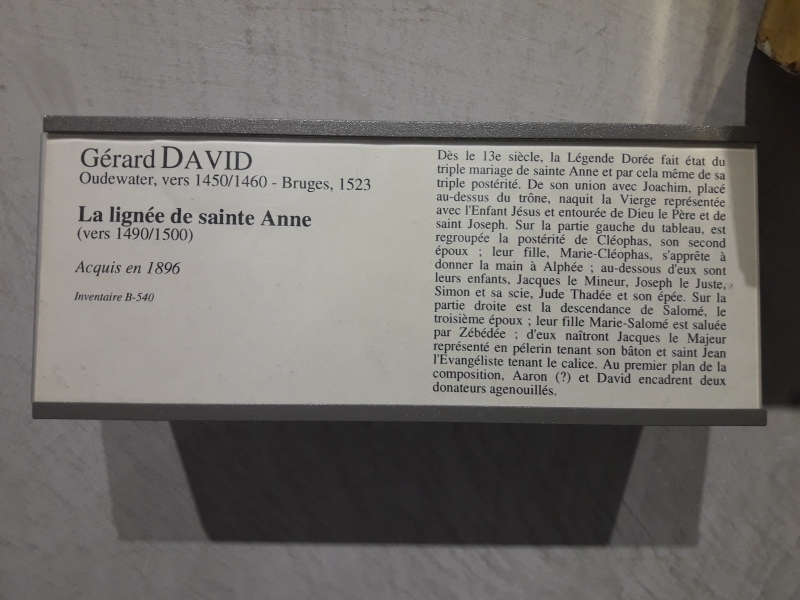 Gérard DAVID
Oudewater, vers 1450/1460 - Bruges, 1523
La lignée de sainte Anne
(vers 1490/1500)
Acquis en 1896
Inventaire B-540
Dès le 13e siècle, la Légende Dorée fait état du
triple mariage de sainte Anne et par cela même de sa
triple postérité. De son union avec Joachim, placé
au-dessus du trône, naquit la Vierge représentée
avec l'Enfant Jésus et entourée de Dieu le Père et de
saint Joseph. Sur la partie gauche du tableau, est
regroupée la postérité de Cléophas, son second
époux ; leur fille, Marie-Cléophas, s'apprête à
donner la main à Alphée ; au-dessous d'eux sont
leurs enfants, Jacques le Mineur, Joseph le Juste,
Simon et sa scie, Jude Thadée et son épée. Sur la
partie droite est la descendance de Salomé, le
troisième époux ; leur fille Marie-Salomé est saluée
par Zébédée ; d'eux naîtront Jacques le Majeur
représenté en pélerin tenant son bâton et saint Jean
l'Evangéliste tenant le calice. Au premier plan de la
composition, Aaron (?) et David encadrent deux
donateurs agenouillés.